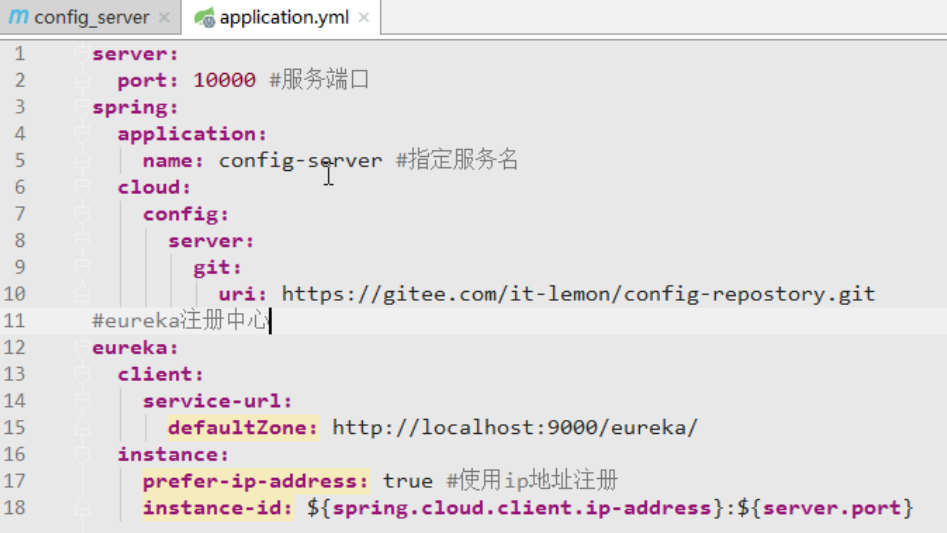 config_server application.yml
1 server:
2 port: 10000 #服务端口
3 spring:
4 application:
5 name: config-server #指定服务名
6 cloud:
7 config:
8 server:
9 git:
10 uri: https://gitee.com/it-lemon/config-repostory.git
11 #eureka注册中心
12 eureka:
13 client:
14 service-url:
15 defaultZone: http://localhost:9000/eureka/
16 instance:
17 prefer-ip-address: true #使用ip地址注册
18 instance-id: ${spring.cloud.client.ip-address}:${server.port}